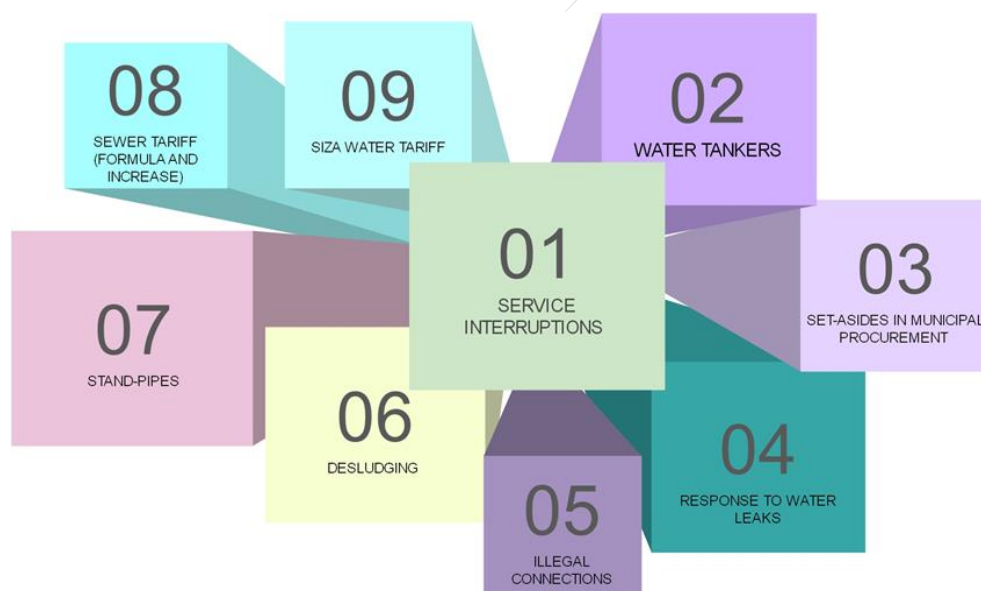 01
SERVICE
INTERRUPTIONS
02
WATER TANKERS
03
SET-ASIDES IN MUNICIPAL
PROCUREMENT
04
RESPONSE TO WATER
LEAKS
05
ILLEGAL
CONNECTIONS
06
DESLUDGING
07
STAND-PIPES
08
SEWER TARIFF
(FORMULA AND
INCREASE)
09
SIZA WATER TARIFF